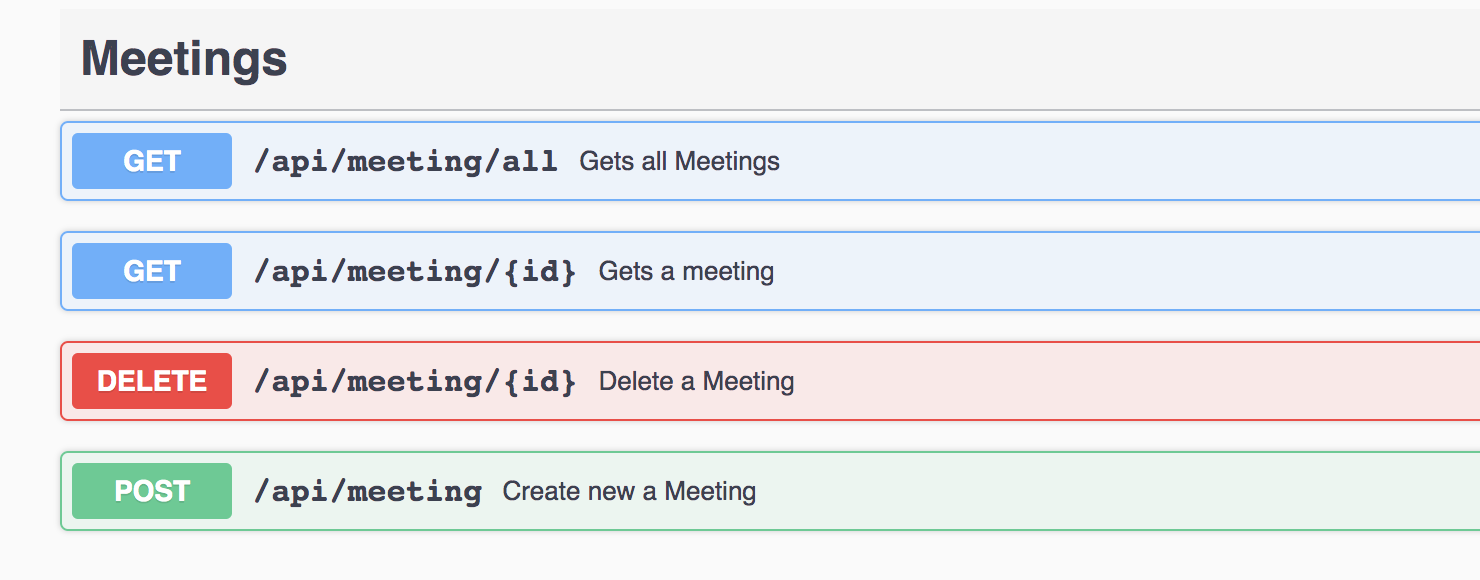 Meetings
GET /api/meeting/all Gets all Meetings
GET /api/meeting/{id} Gets a meeting
DELETE /api/meeting/{id} Delete a Meeting
POST /api/meeting Create new a Meeting